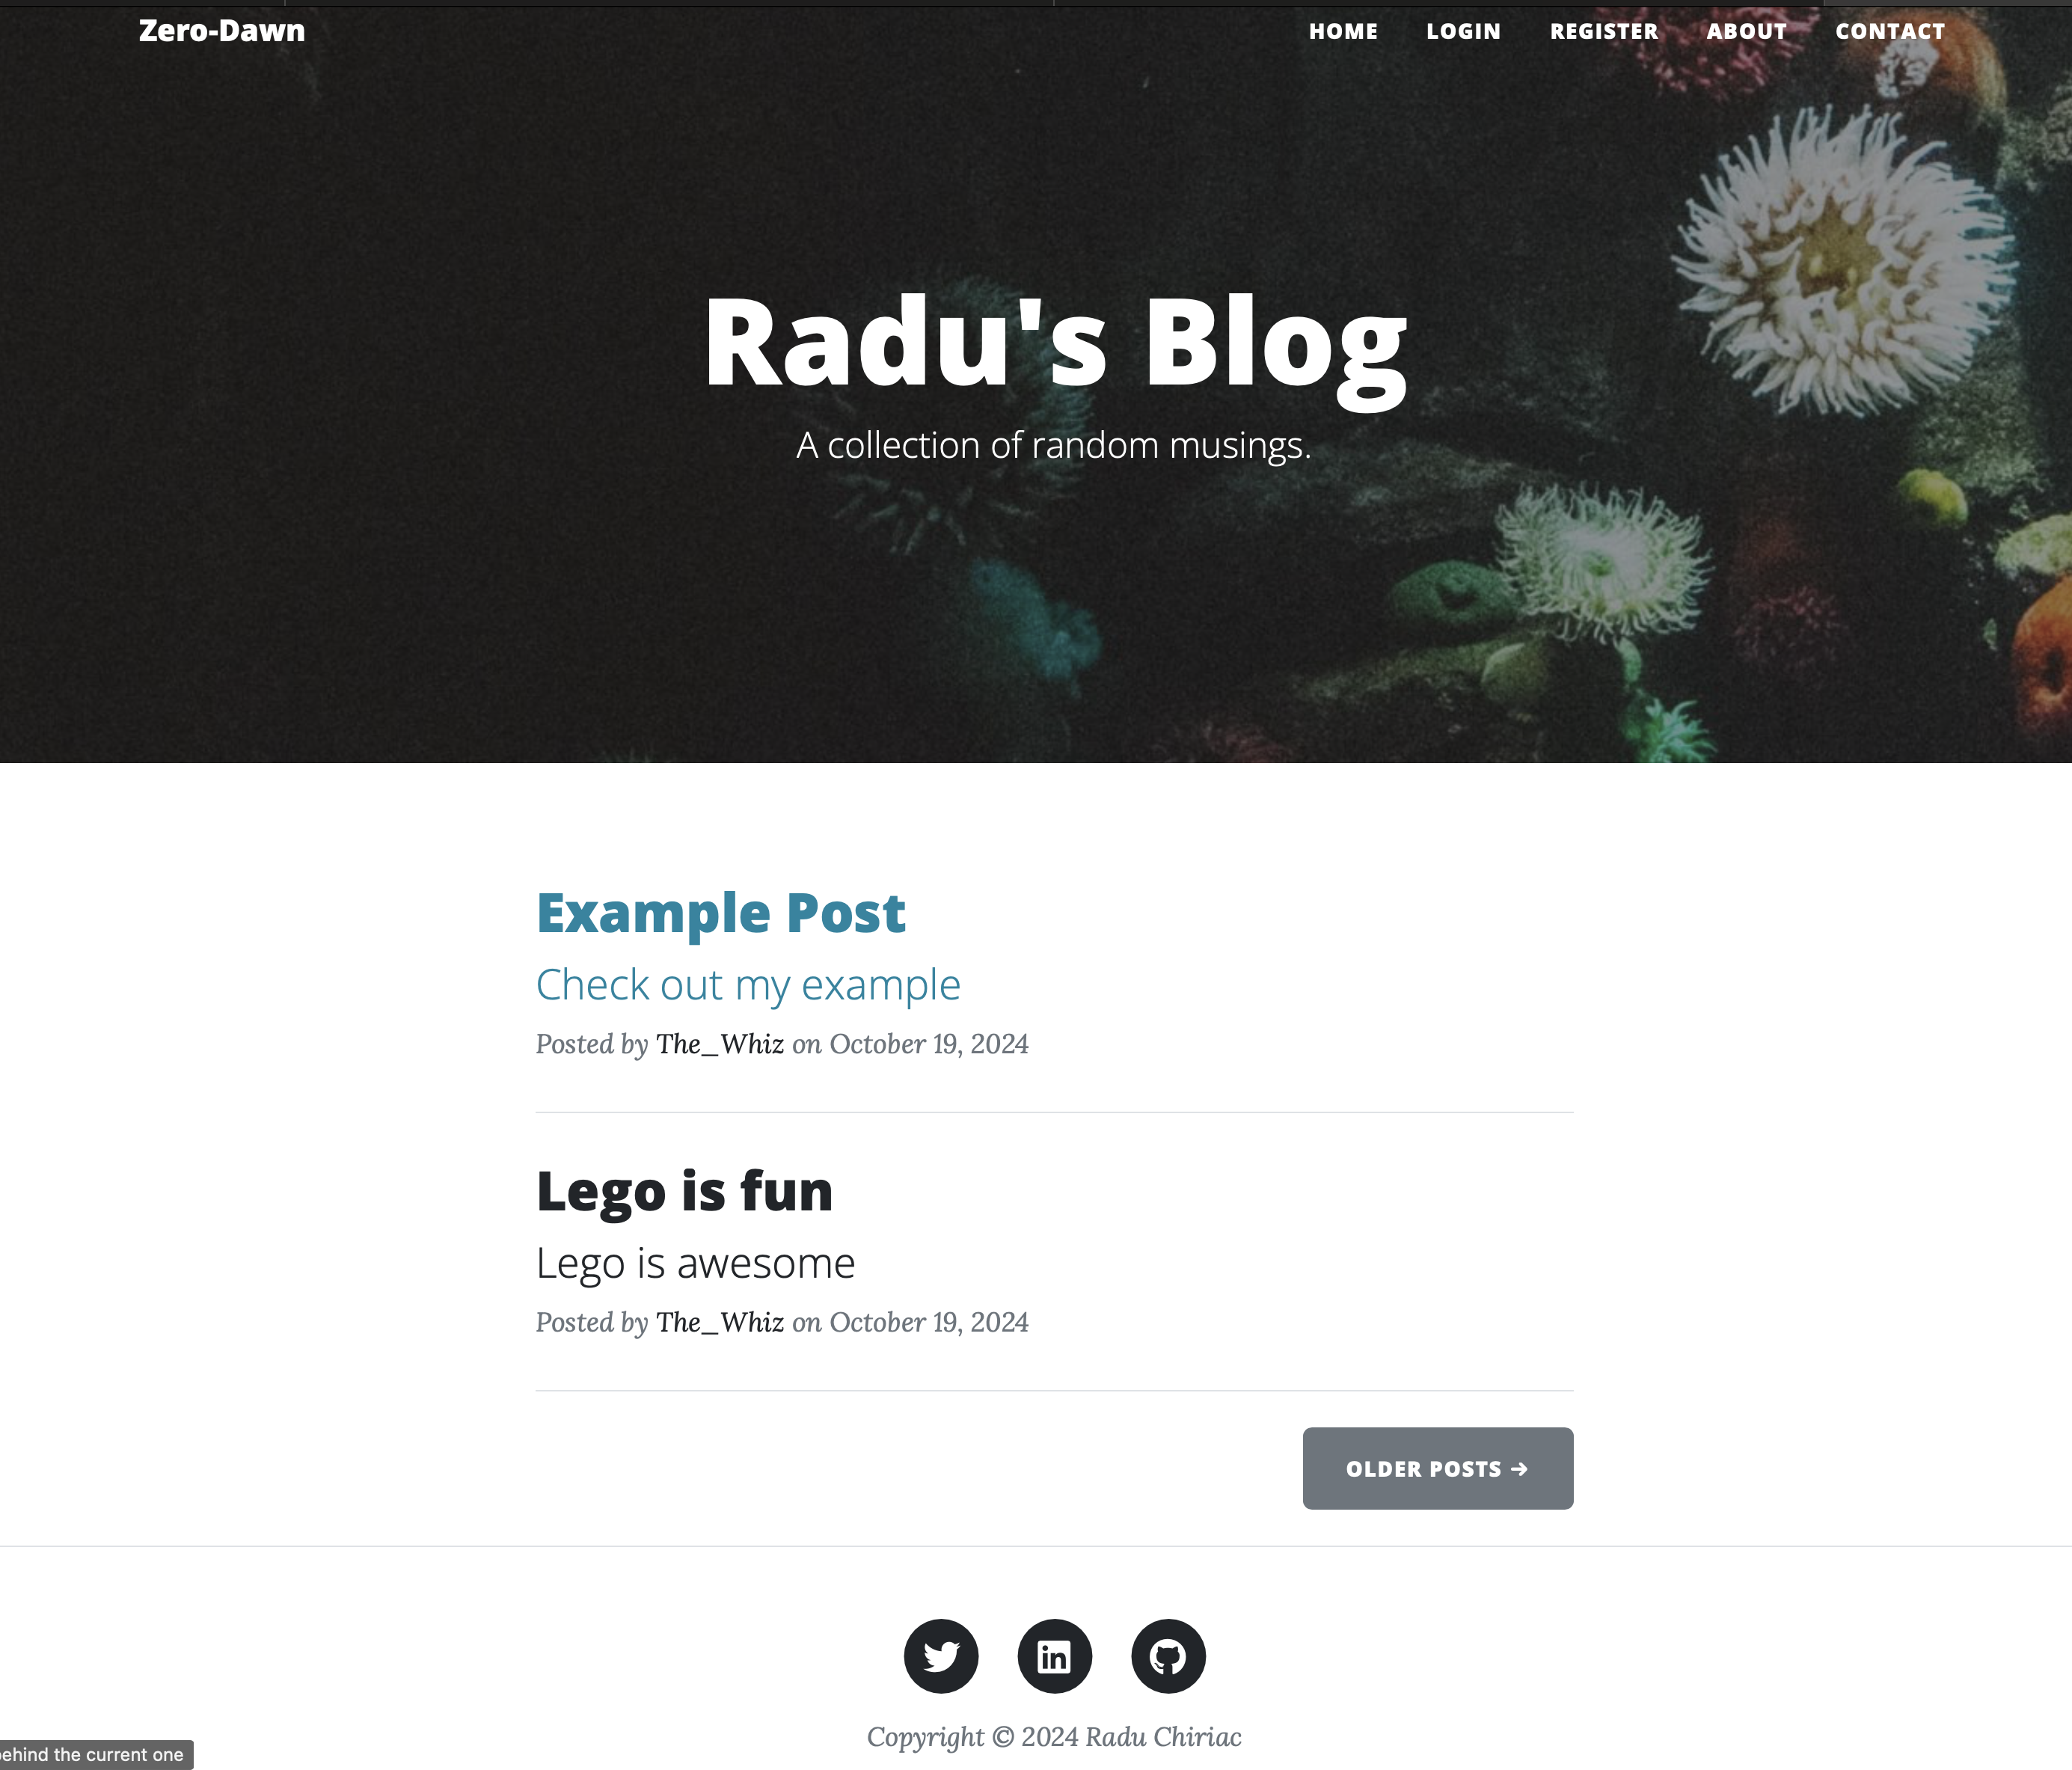 Zero-Dawn
HOME LOGIN REGISTER ABOUT CONTACT
Radu's Blog
A collection of random musings.
Example Post
Check out my example
Posted by The_Whiz on October 19, 2024
Lego is fun
Lego is awesome
Posted by The_Whiz on October 19, 2024
OLDER POSTS →
in
Copyright © 2024 Radu Chiriac
behind the current one